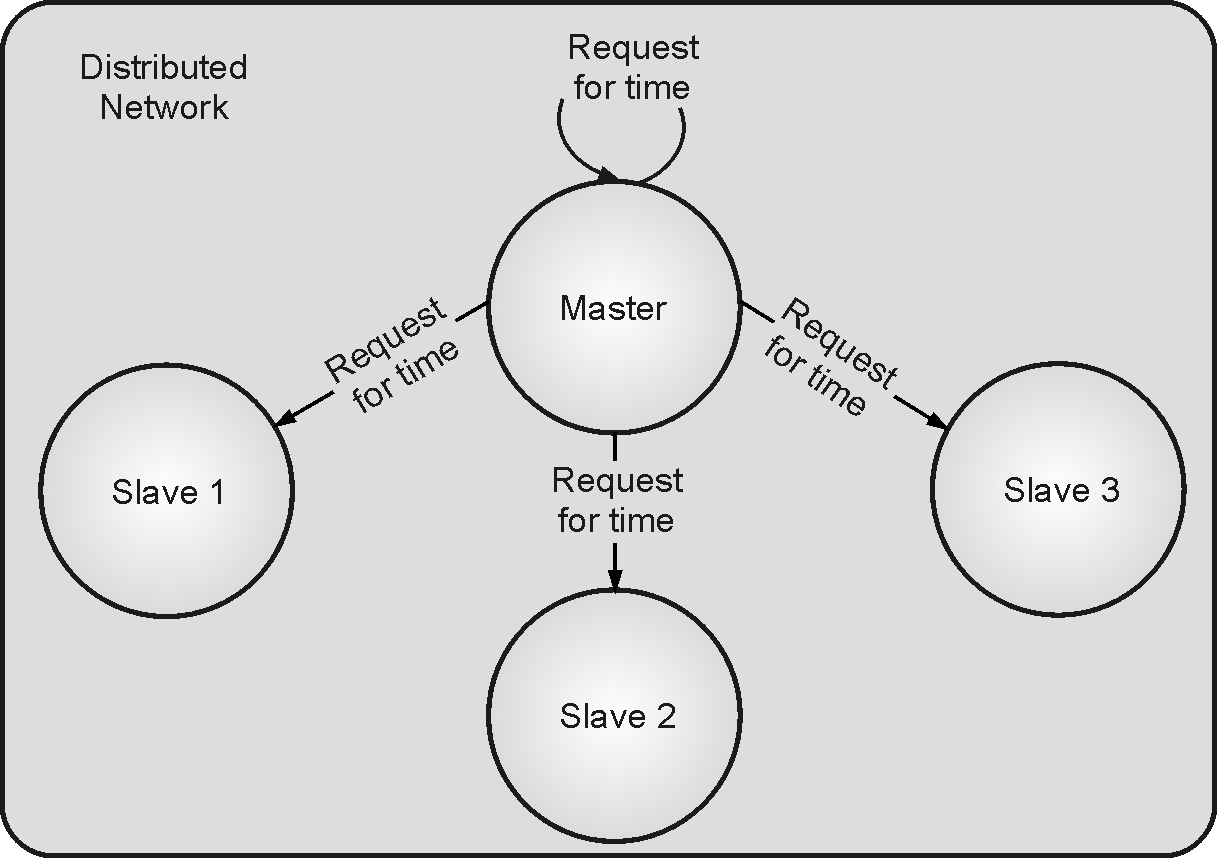 Distributed
Network
Request
for time
Master
Request
for time
Request
for time
Request
for time
Slave 1
Slave 3
Slave 2